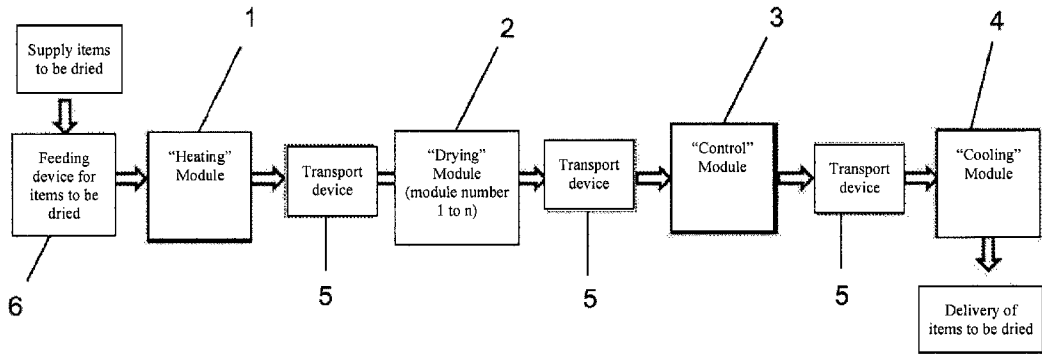 1
2
3
4
Supply items
to be dried
Feeding
device for
items to be
dried
“Heating”
Module
Transport
device
“Drying”
Module
(module number
1 to n)
Transport
device
“Control”
Module
Transport
device
“Cooling”
Module
6
5
5
5
Delivery of
items to be dried